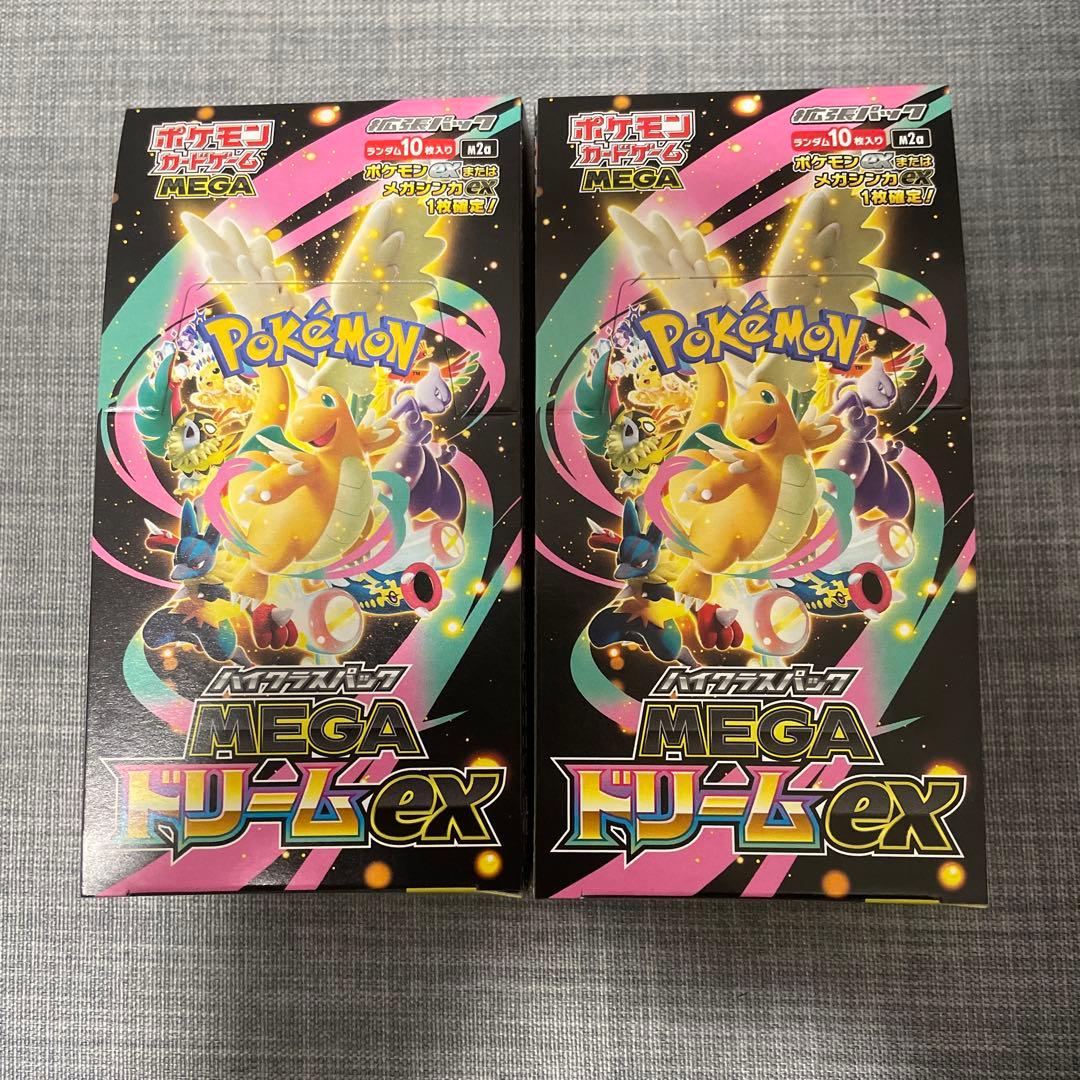 ポケモン
カードゲーム
MEGA
拡張パック
ランダム10枚入り M2a
ポケモンexまたは
メガシンカex
1枚確定!
POKéMON
TM
ハイクラスパック
MEGA
ドリームex
ポケモン
カードゲーム
MEGA
拡張パック
ランダム10枚入り M2a
ポケモンexまたは
メガシンカex
1枚確定!
POKéMON
TM
ハイクラスパック
MEGA
ドリームex